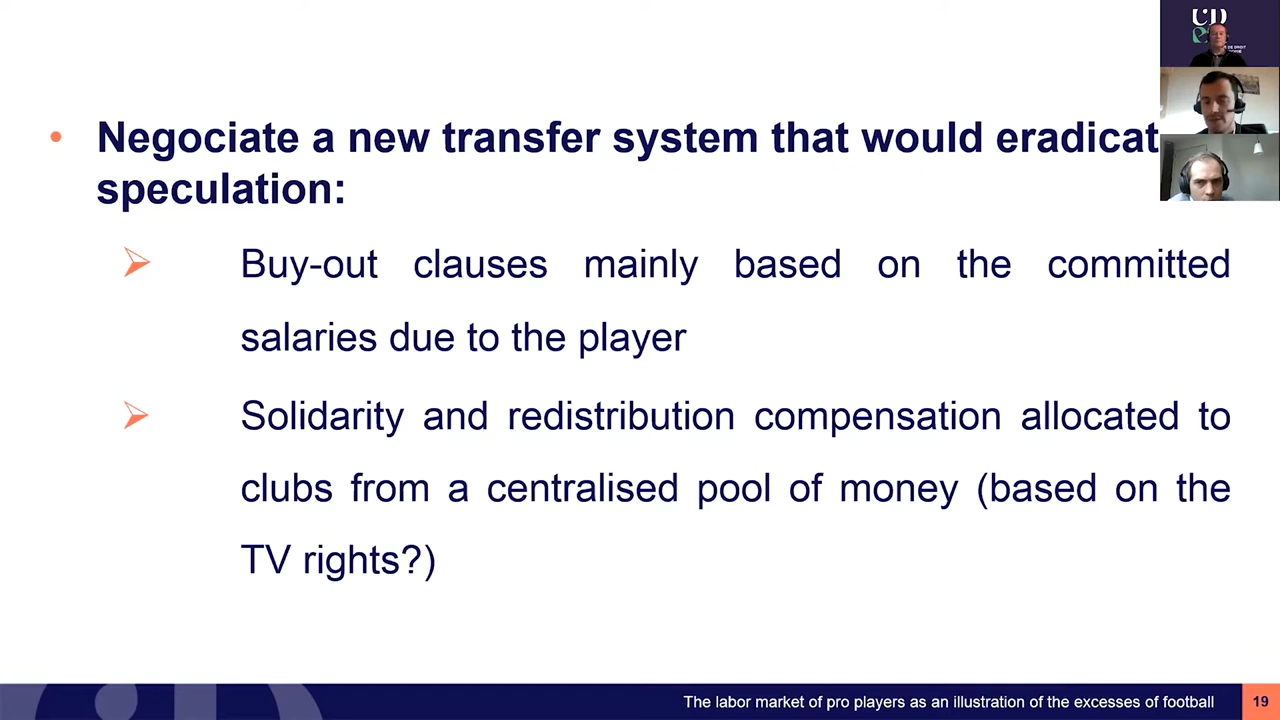 • Negociate a new transfer system that would eradicat
speculation:
Buy-out clauses mainly based on the committed
salaries due to the player
Solidarity and redistribution compensation allocated to
clubs from a centralised pool of money (based on the
TV rights?)
The labor market of pro players as an illustration of the excesses of football
19